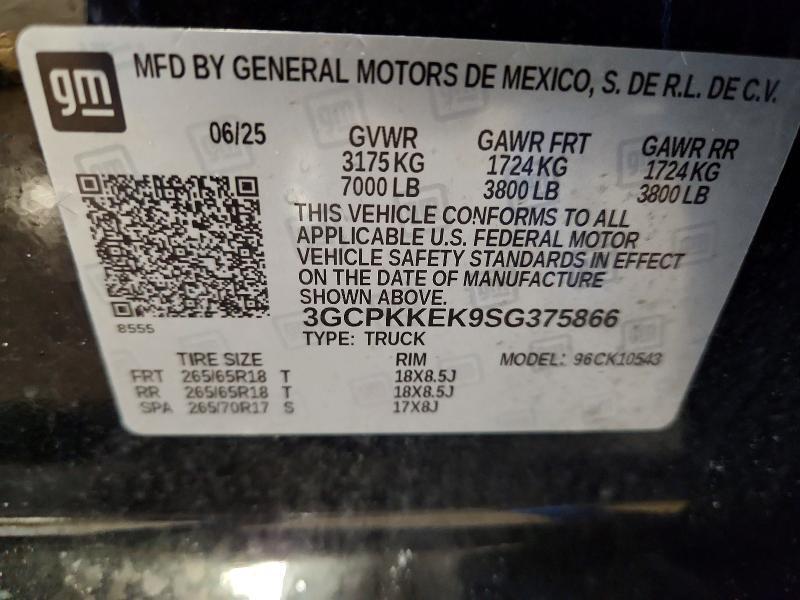 gm
MFD BY GENERAL MOTORS DE MEXICO, S. DE R.L. DE C.V.
06/25 GVWR GAWR FRT GAWR RR
3175 KG 1724 KG 1724 KG
7000 LB 3800 LB 3800 LB
THIS VEHICLE CONFORMS TO ALL
APPLICABLE U.S. FEDERAL MOTOR
VEHICLE SAFETY STANDARDS IN EFFECT
ON THE DATE OF MANUFACTURE
SHOWN ABOVE.
3GCPKKEK9SG375866
8555
TYPE: TRUCK
TIRE SIZE RIM MODEL: 96CK10543
FRT 265/65R18 T 18X8.5J
RR 265/65R18 T 18X8.5J
SPA 265/70R17 S 17X8J